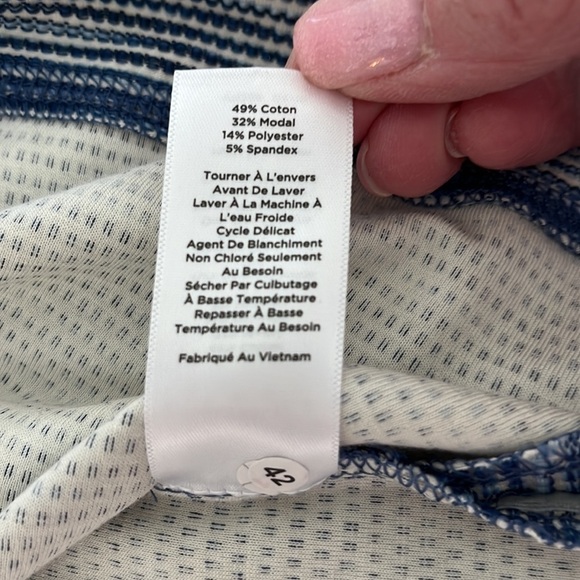 49% Coton
32% Modal
14% Polyester
5% Spandex
Tourner À L'envers
Avant De Laver
Laver À La Machine À
L'eau Froide
Cycle Délicat
Agent De Blanchiment
Non Chloré Seulement
Au Besoin
Sécher Par Culbutage
À Basse Température
Repasser À Basse
Température Au Besoin
Fabriqué Au Vietnam
42